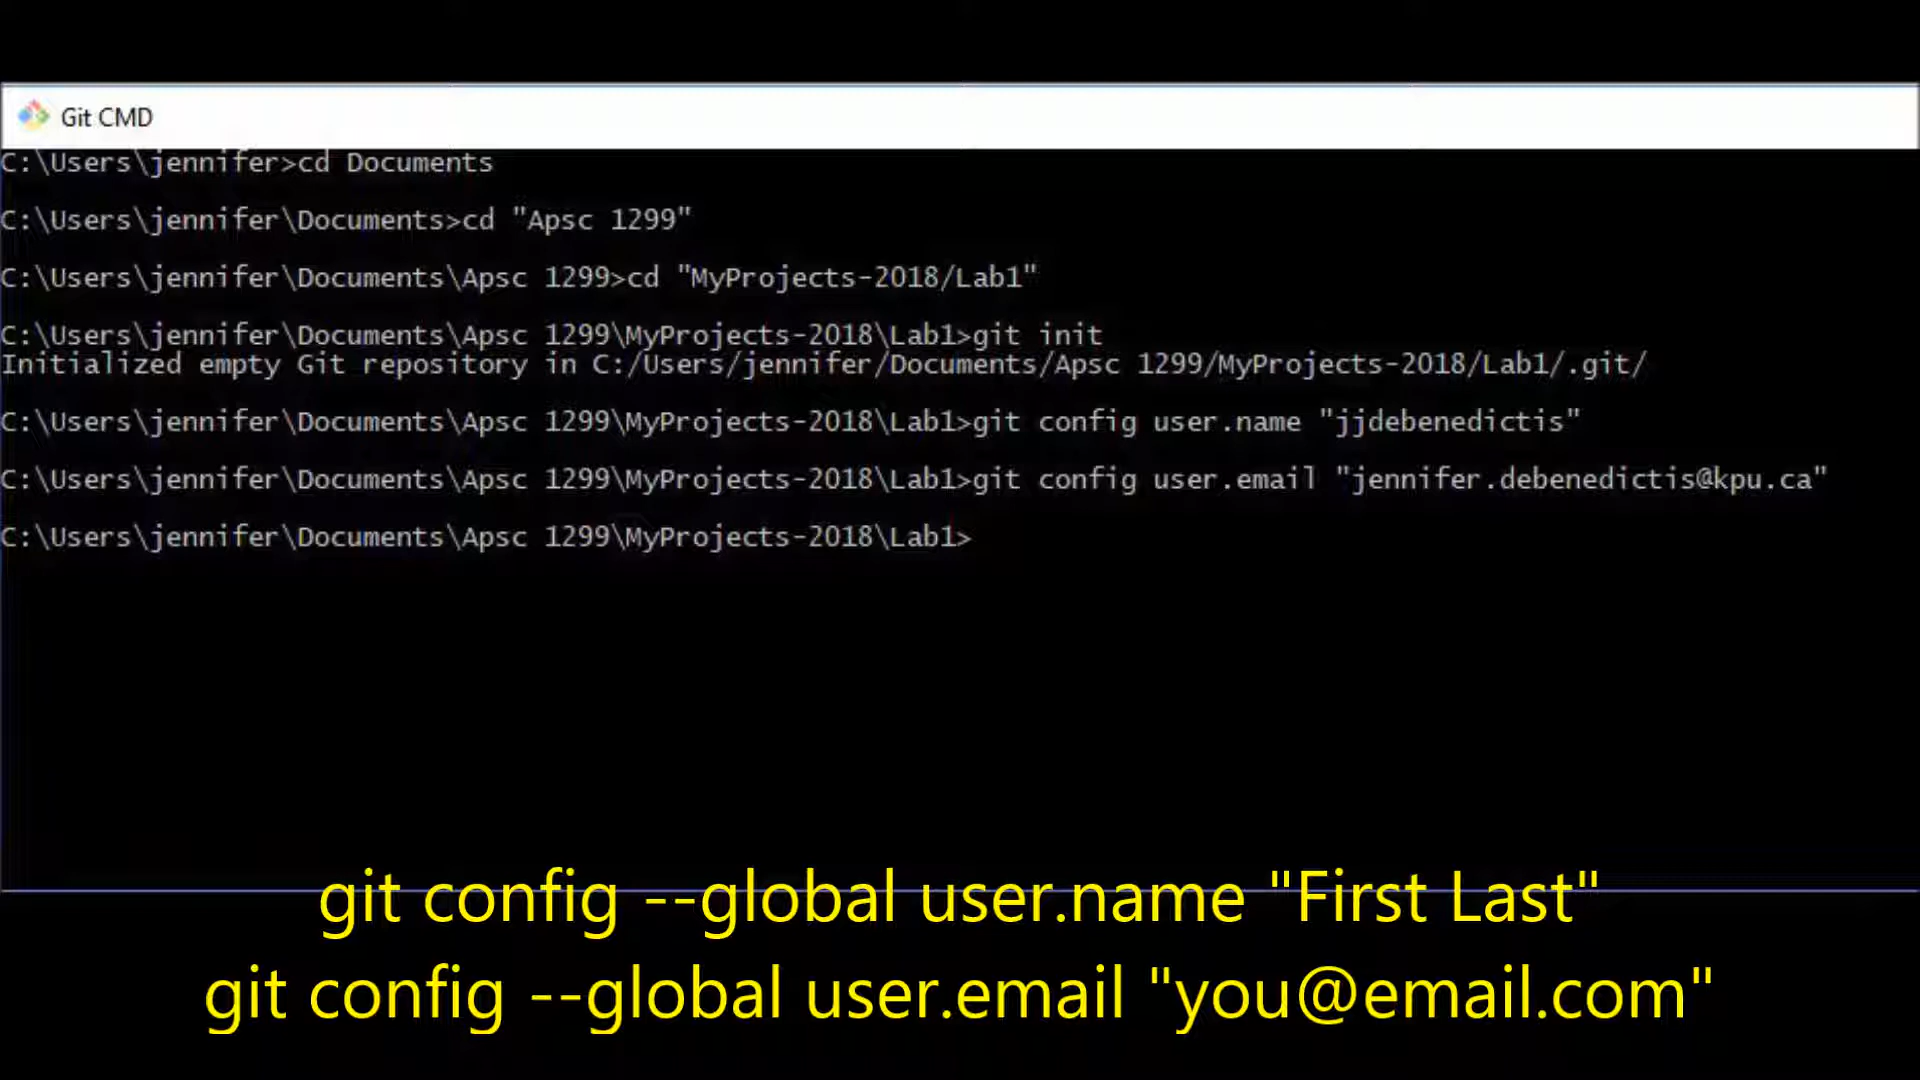 Git CMD
C:\Users\jennifer>cd Documents
C:\Users\jennifer\Documents>cd "Apsc 1299"
C:\Users\jennifer\Documents\Apsc 1299>cd "MyProjects-2018/Lab1"
C:\Users\jennifer\Documents\Apsc 1299\MyProjects-2018\Lab1>git init
Initialized empty Git repository in C:/Users/jennifer/Documents/Apsc 1299/MyProjects-2018/Lab1/.git/
C:\Users\jennifer\Documents\Apsc 1299\MyProjects-2018\Lab1>git config user.name "jjdebenedictis"
C:\Users\jennifer\Documents\Apsc 1299\MyProjects-2018\Lab1>git config user.email "jennifer.debenedictis@kpu.ca"
C:\Users\jennifer\Documents\Apsc 1299\MyProjects-2018\Lab1>
git config --global user.name "First Last"
git config --global user.email "you@email.com"